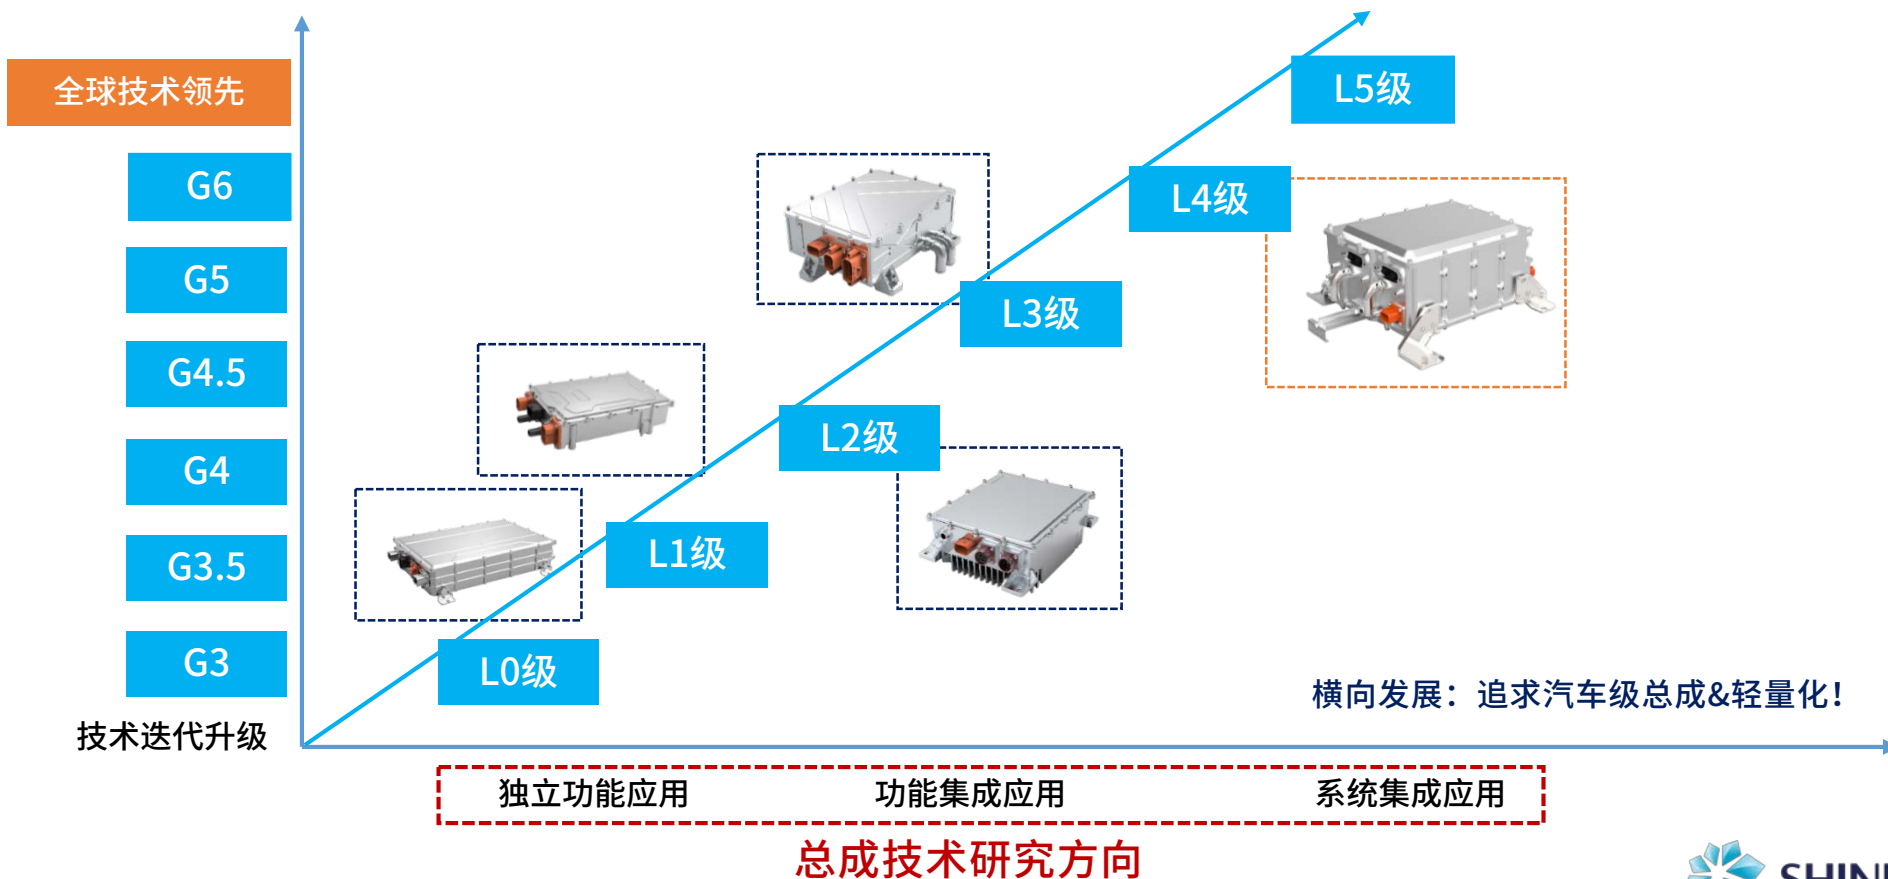 全球技术领先
G6
G5
G4.5
G4
G3.5
G3
技术迭代升级
L5级
L4级
L3级
L2级
L1级
L0级
横向发展：追求汽车级总成&轻量化！
独立功能应用 功能集成应用 系统集成应用
总成技术研究方向